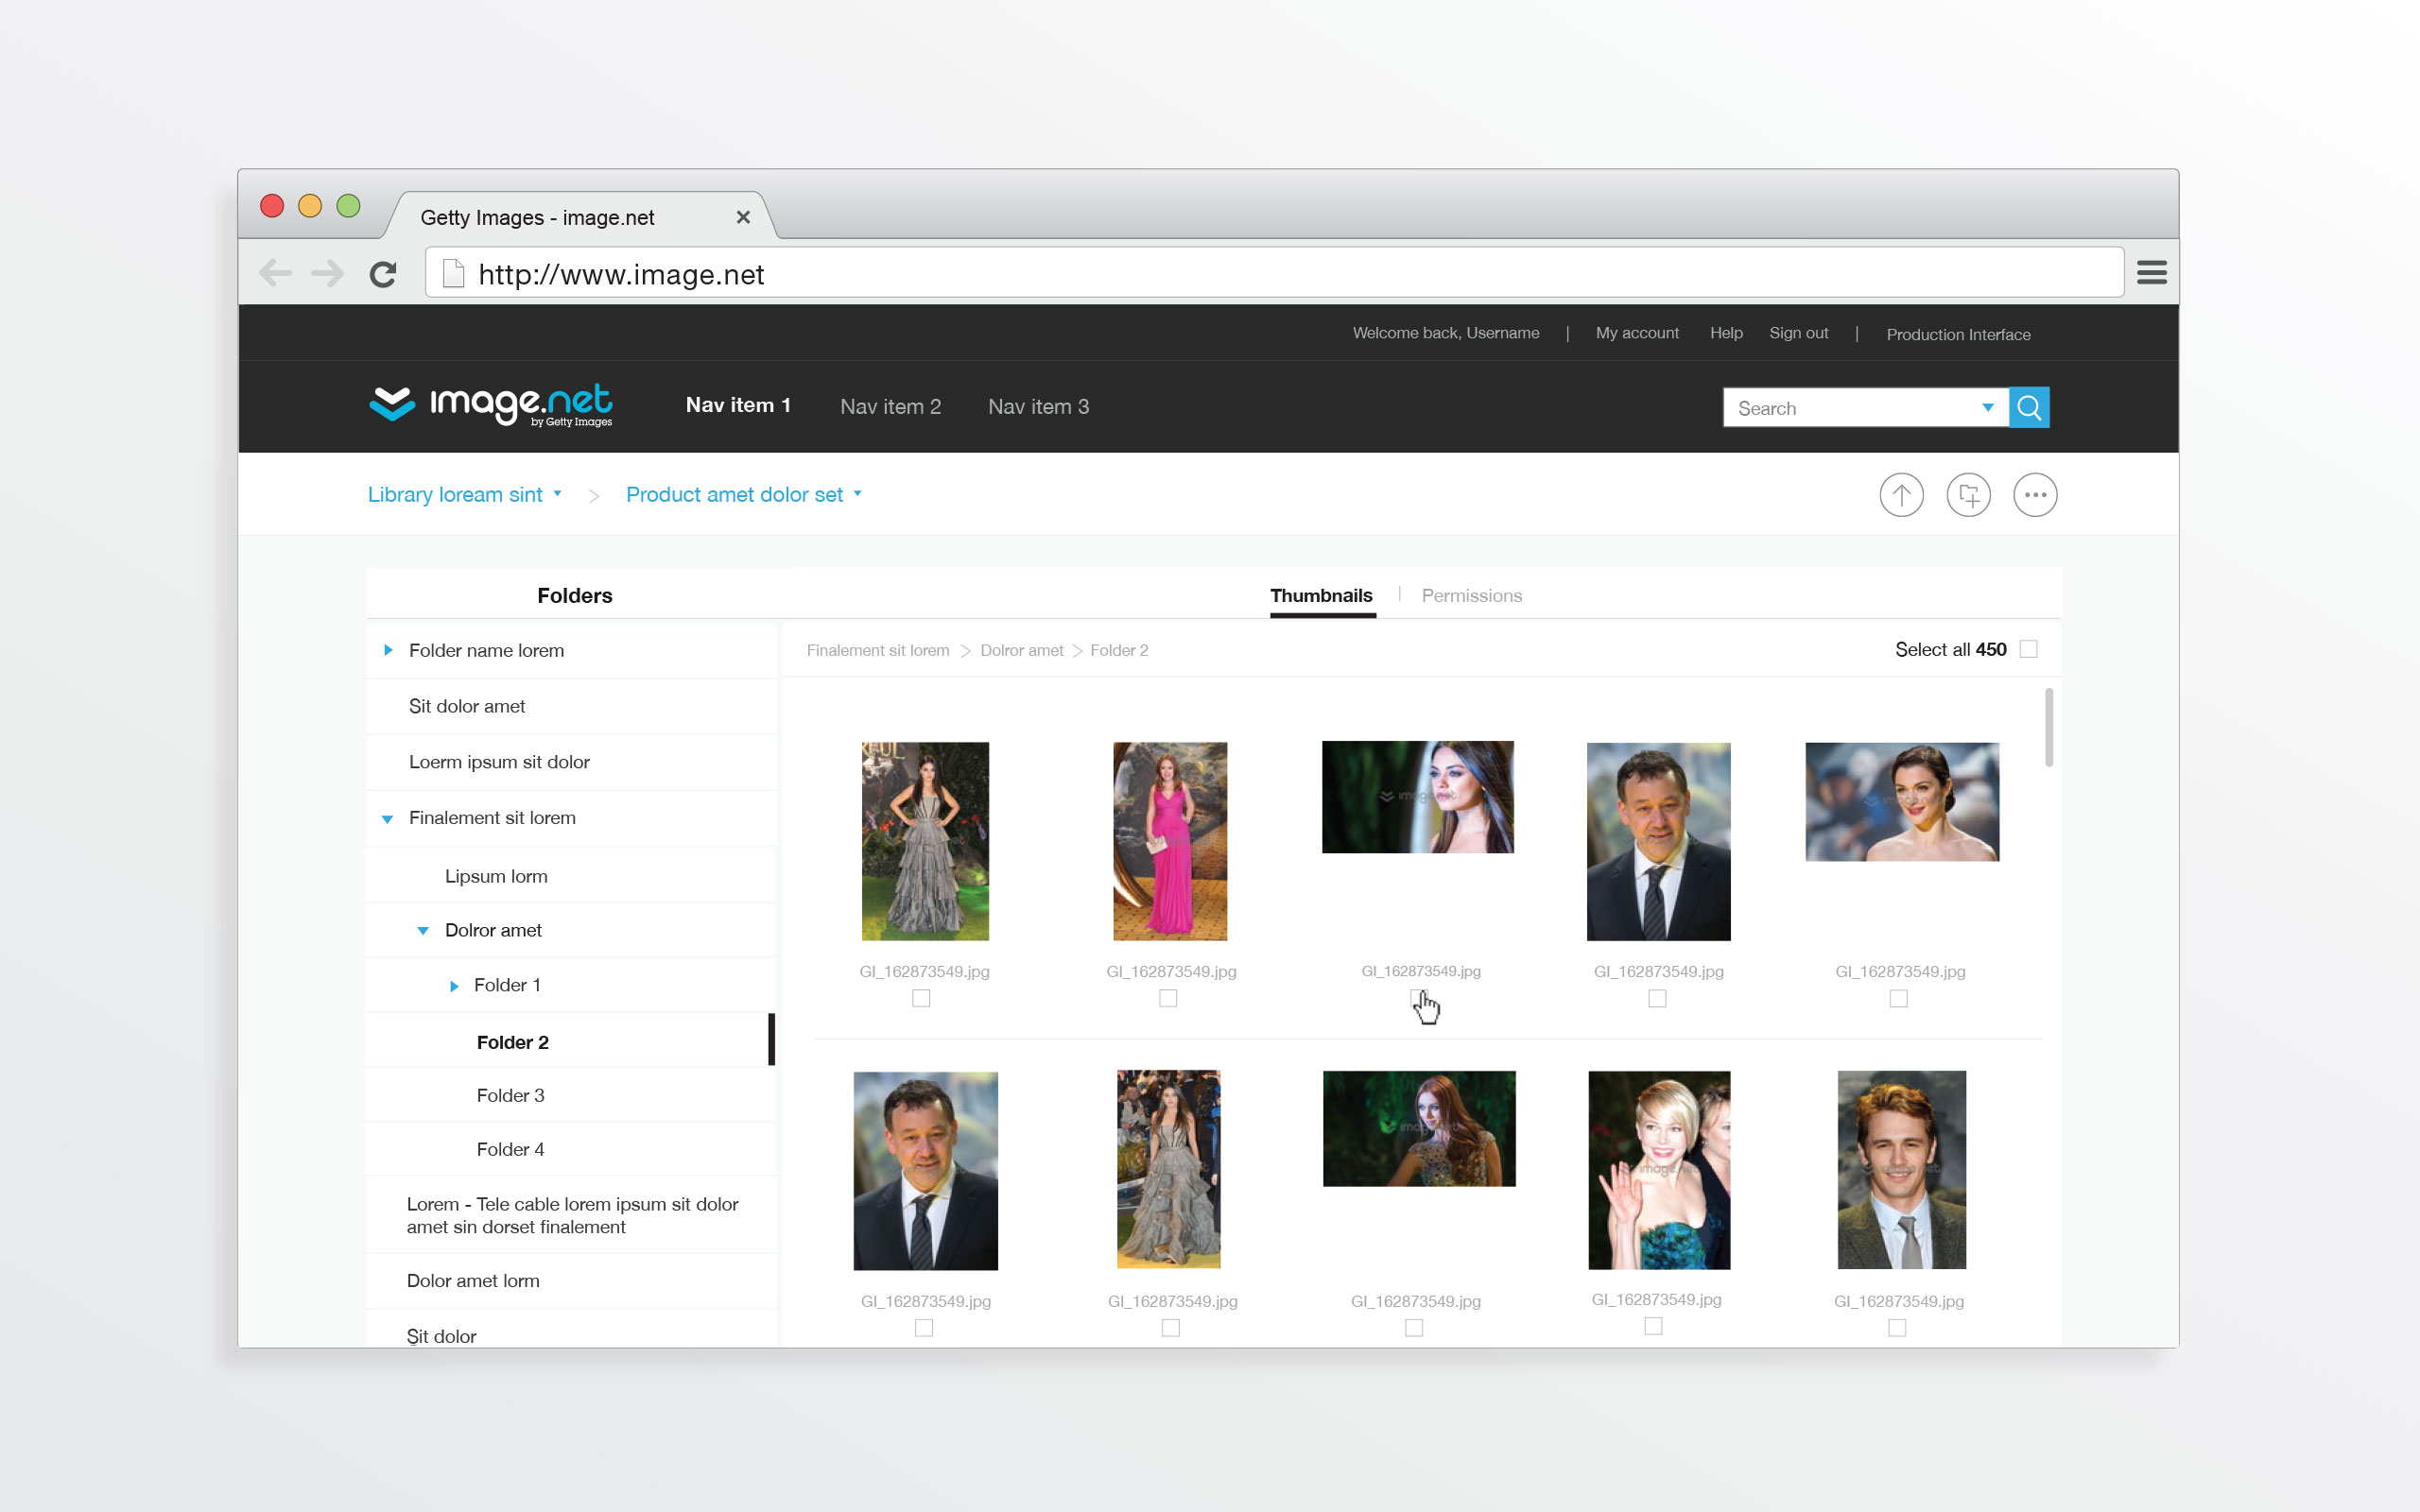 Getty Images - image.net
http://www.image.net
Welcome back, Username | My account Help Sign out | Production Interface
image.net
by Getty Images
Nav item 1 Nav item 2 Nav item 3
Search
Library loream sint > Product amet dolor set
Folders
Thumbnails | Permissions
Folder name lorem
Sit dolor amet
Loerm ipsum sit dolor
Finalement sit lorem
Lipsum lorm
Dolror amet
Folder 1
Folder 2
Folder 3
Folder 4
Lorem - Tele cable lorem ipsum sit dolor
amet sin dorset finalement
Dolor amet lorm
Sit dolor
Finalement sit lorem > Dolror amet > Folder 2
Select all 450
GI_162873549.jpg GI_162873549.jpg GI_162873549.jpg GI_162873549.jpg GI_162873549.jpg
GI_162873549.jpg GI_162873549.jpg GI_162873549.jpg GI_162873549.jpg GI_162873549.jpg